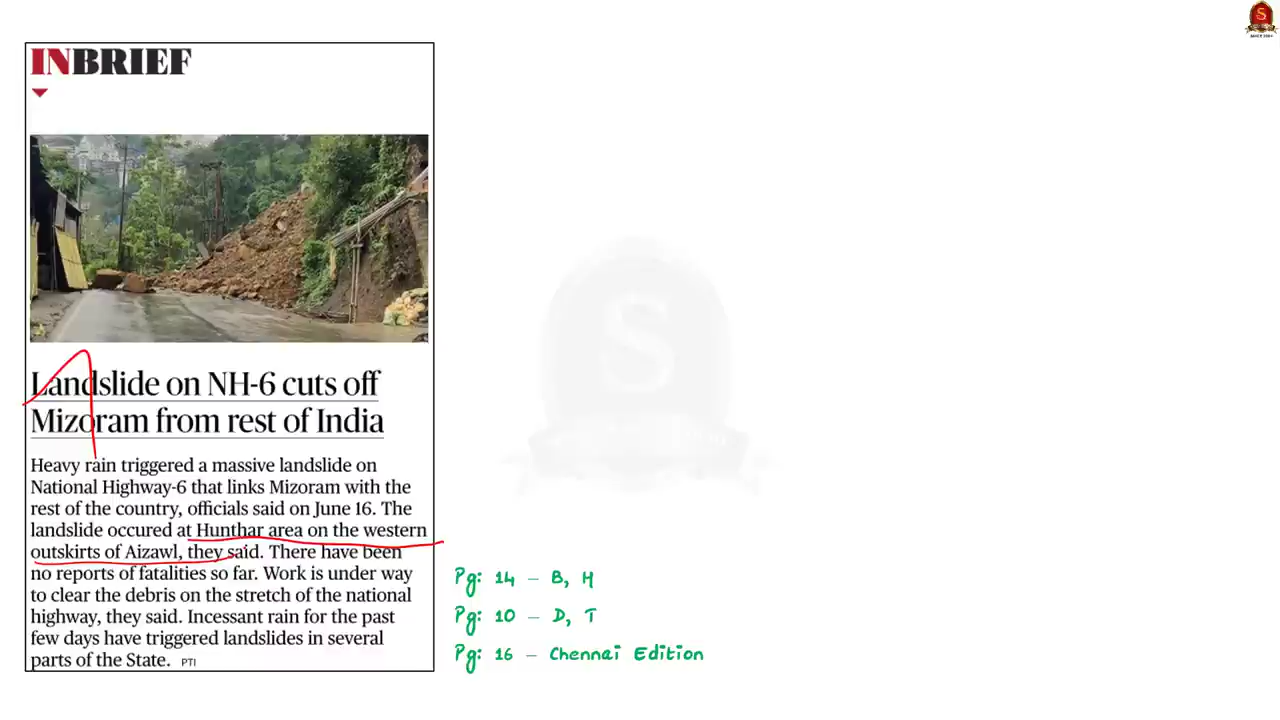 INBRIEF
Landslide on NH-6 cuts off
Mizoram from rest of India
Heavy rain triggered a massive landslide on
National Highway-6 that links Mizoram with the
rest of the country, officials said on June 16. The
landslide occured at Hunthar area on the western
outskirts of Aizawl, they said. There have been
no reports of fatalities so far. Work is under way
to clear the debris on the stretch of the national
highway, they said. Incessant rain for the past
few days have triggered landslides in several
parts of the State. PTI
Pg: 14 – B, H
Pg: 10 – D, T
Pg: 16 – Chennai Edition
S
S